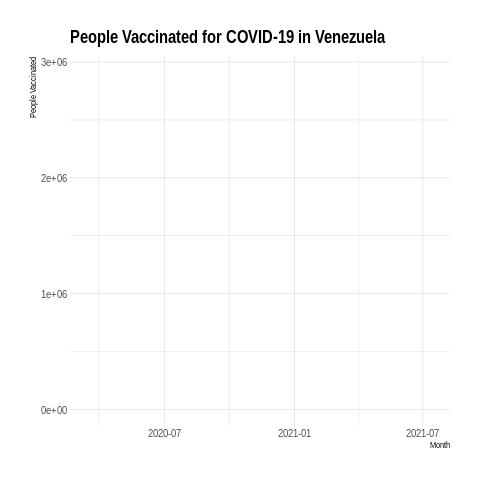 People Vaccinated for COVID-19 in Venezuela
People Vaccinated
3e+06
2e+06
1e+06
0e+00
2020-07 2021-01 2021-07
Month